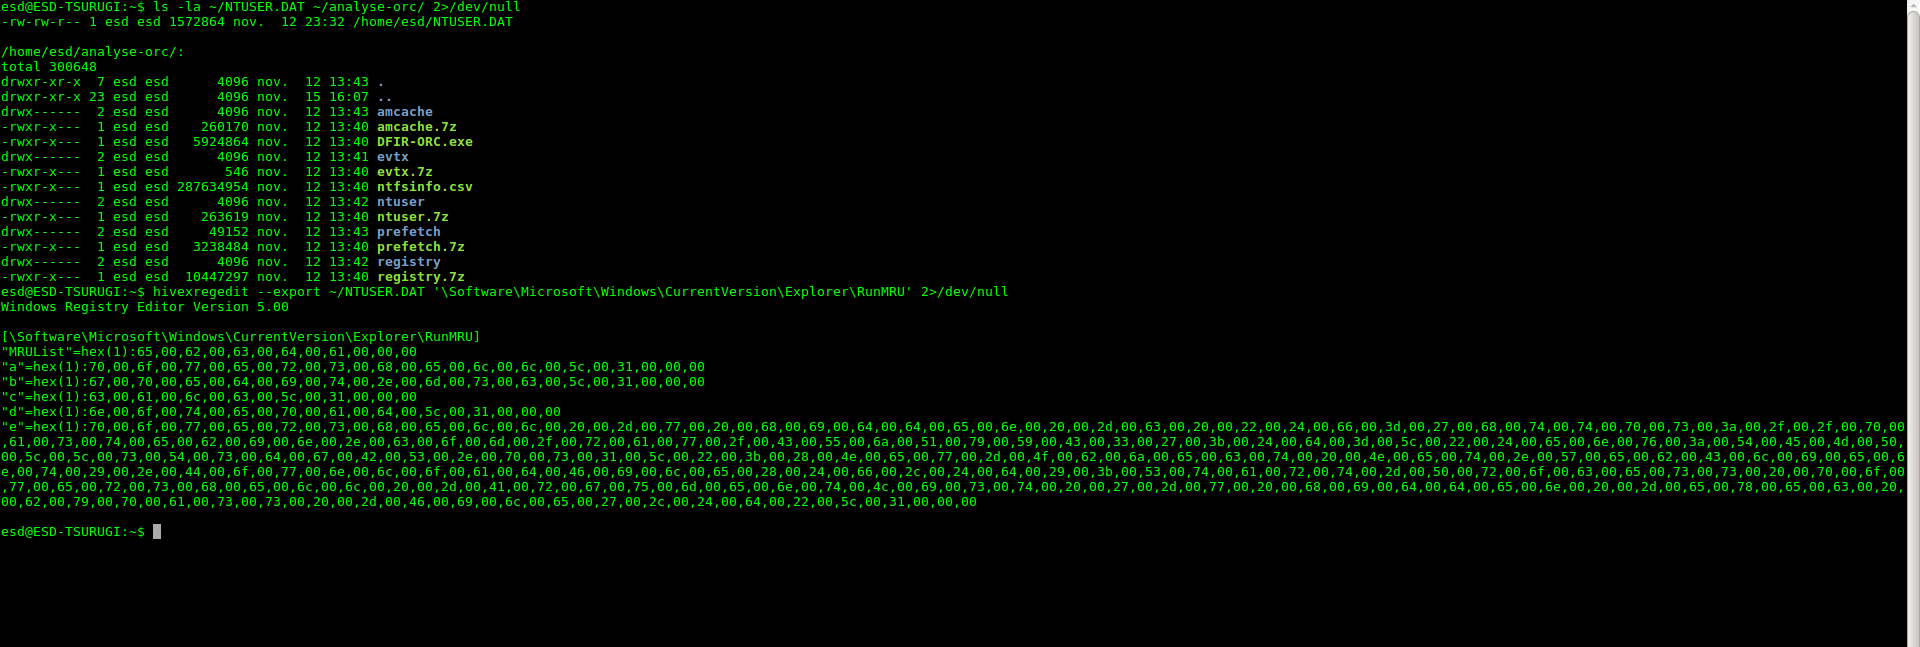 esd@ESD-TSURUGI:~$ ls -la ~/NTUSER.DAT ~/analyse-orc/ 2>/dev/null
-rw-rw-r-- 1 esd esd 1572864 nov.  12 23:32 /home/esd/NTUSER.DAT
/home/esd/analyse-orc/:
total 300648
drwxr-xr-x  7 esd esd      4096 nov.  12 13:43 .
drwxr-xr-x 23 esd esd      4096 nov.  15 16:07 ..
drwx------  2 esd esd      4096 nov.  12 13:43 amcache
-rwxr-x---  1 esd esd    260170 nov.  12 13:40 amcache.7z
-rwxr-x---  1 esd esd   5924864 nov.  12 13:40 DFIR-ORC.exe
drwx------  2 esd esd      4096 nov.  12 13:41 evtx
-rwxr-x---  1 esd esd       546 nov.  12 13:40 evtx.7z
-rwxr-x---  1 esd esd 287634954 nov.  12 13:40 ntfsinfo.csv
drwx------  2 esd esd      4096 nov.  12 13:42 ntuser
-rwxr-x---  1 esd esd    263619 nov.  12 13:40 ntuser.7z
drwx------  2 esd esd     49152 nov.  12 13:43 prefetch
-rwxr-x---  1 esd esd   3238484 nov.  12 13:40 prefetch.7z
drwx------  2 esd esd      4096 nov.  12 13:42 registry
-rwxr-x---  1 esd esd  10447297 nov.  12 13:40 registry.7z
esd@ESD-TSURUGI:~$ hivexregedit --export ~/NTUSER.DAT '\Software\Microsoft\Windows\CurrentVersion\Explorer\RunMRU' 2>/dev/null
Windows Registry Editor Version 5.00
[\Software\Microsoft\Windows\CurrentVersion\Explorer\RunMRU]
"MRUList"=hex(1):65,00,62,00,63,00,64,00,61,00,00,00
"a"=hex(1):70,00,6f,00,77,00,65,00,72,00,73,00,68,00,65,00,6c,00,6c,00,5c,00,31,00,00,00
"b"=hex(1):67,00,70,00,65,00,64,00,69,00,74,00,2e,00,6d,00,73,00,63,00,5c,00,31,00,00,00
"c"=hex(1):63,00,61,00,6c,00,63,00,5c,00,31,00,00,00
"d"=hex(1):6e,00,6f,00,74,00,65,00,70,00,61,00,64,00,5c,00,31,00,00,00
"e"=hex(1):70,00,6f,00,77,00,65,00,72,00,73,00,68,00,65,00,6c,00,6c,00,20,00,2d,00,77,00,20,00,68,00,69,00,64,00,64,00,65,00,6e,00,20,00,2d,00,63,00,20,00,22,00,24,00,66,00,3d,00,27,00,68,00,74,00,74,00,70,00,73,00,3a,00,2f,00,2f,00,70,00
,61,00,73,00,74,00,65,00,62,00,69,00,6e,00,2e,00,63,00,6f,00,6d,00,2f,00,72,00,61,00,77,00,2f,00,43,00,55,00,6a,00,51,00,79,00,59,00,43,00,33,00,27,00,3b,00,24,00,64,00,3d,00,5c,00,22,00,24,00,65,00,6e,00,76,00,3a,00,54,00,45,00,4d,00,50,
00,5c,00,5c,00,73,00,54,00,73,00,64,00,67,00,42,00,53,00,2e,00,70,00,73,00,31,00,5c,00,22,00,3b,00,28,00,4e,00,65,00,77,00,2d,00,4f,00,62,00,6a,00,65,00,63,00,74,00,20,00,4e,00,65,00,74,00,2e,00,57,00,65,00,62,00,43,00,6c,00,69,00,65,00,6
e,00,74,00,29,00,2e,00,44,00,6f,00,77,00,6e,00,6c,00,6f,00,61,00,64,00,46,00,69,00,6c,00,65,00,28,00,24,00,66,00,2c,00,24,00,64,00,29,00,3b,00,53,00,74,00,61,00,72,00,74,00,2d,00,50,00,72,00,6f,00,63,00,65,00,73,00,73,00,20,00,70,00,6f,00
,77,00,65,00,72,00,73,00,68,00,65,00,6c,00,6c,00,20,00,2d,00,41,00,72,00,67,00,75,00,6d,00,65,00,6e,00,74,00,4c,00,69,00,73,00,74,00,20,00,27,00,2d,00,77,00,20,00,68,00,69,00,64,00,64,00,65,00,6e,00,20,00,2d,00,65,00,78,00,65,00,63,00,20,
00,62,00,79,00,70,00,61,00,73,00,73,00,20,00,2d,00,46,00,69,00,6c,00,65,00,27,00,2c,00,24,00,64,00,22,00,5c,00,31,00,00,00
esd@ESD-TSURUGI:~$